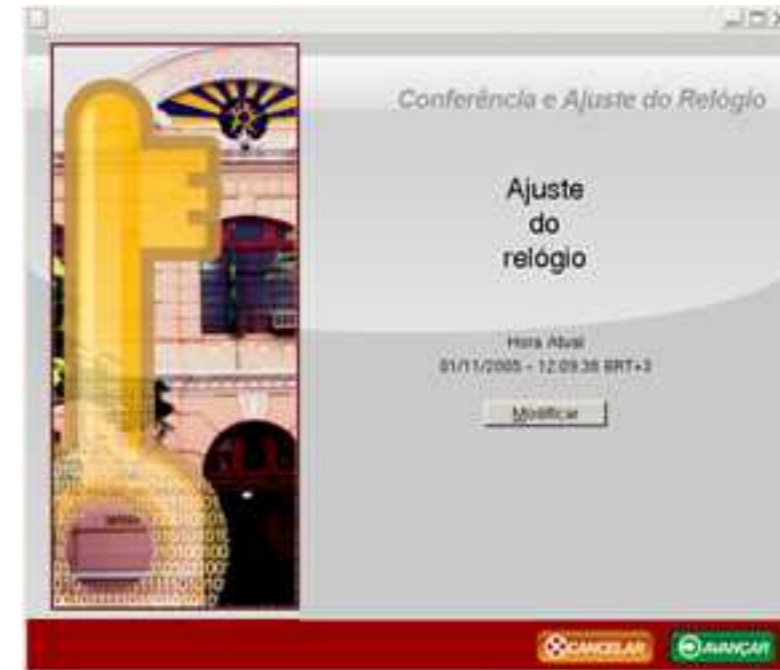 Conferência e Ajuste do Relógio
Ajuste
do
relógio
Hora Atual
01/11/2005 - 12:09:36 BRT+3
Modificar
CANCELAR
AVANÇAR